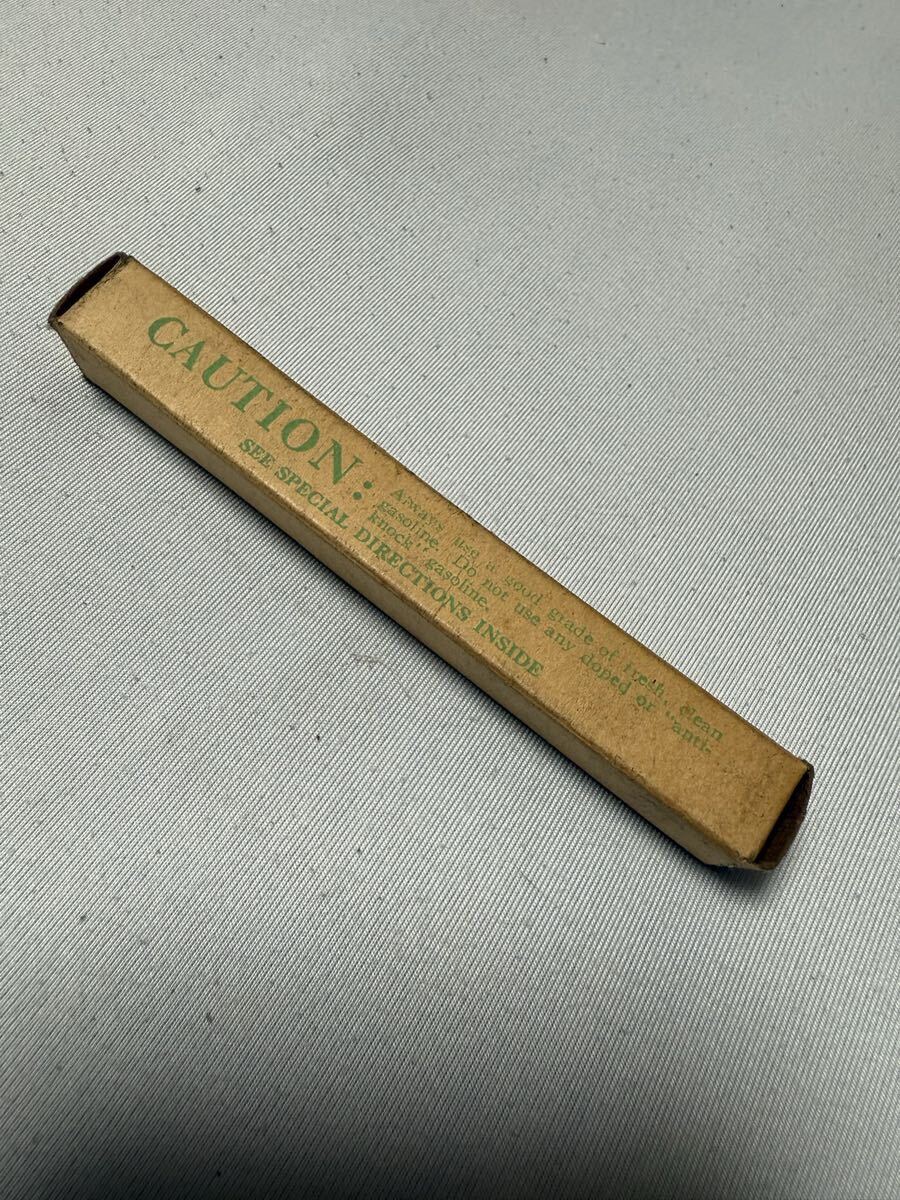 CAUTION:
Always use a good grade of fresh, clean
gasoline. Do not use any doped or "anti-
knock" gasoline.
SEE SPECIAL DIRECTIONS INSIDE